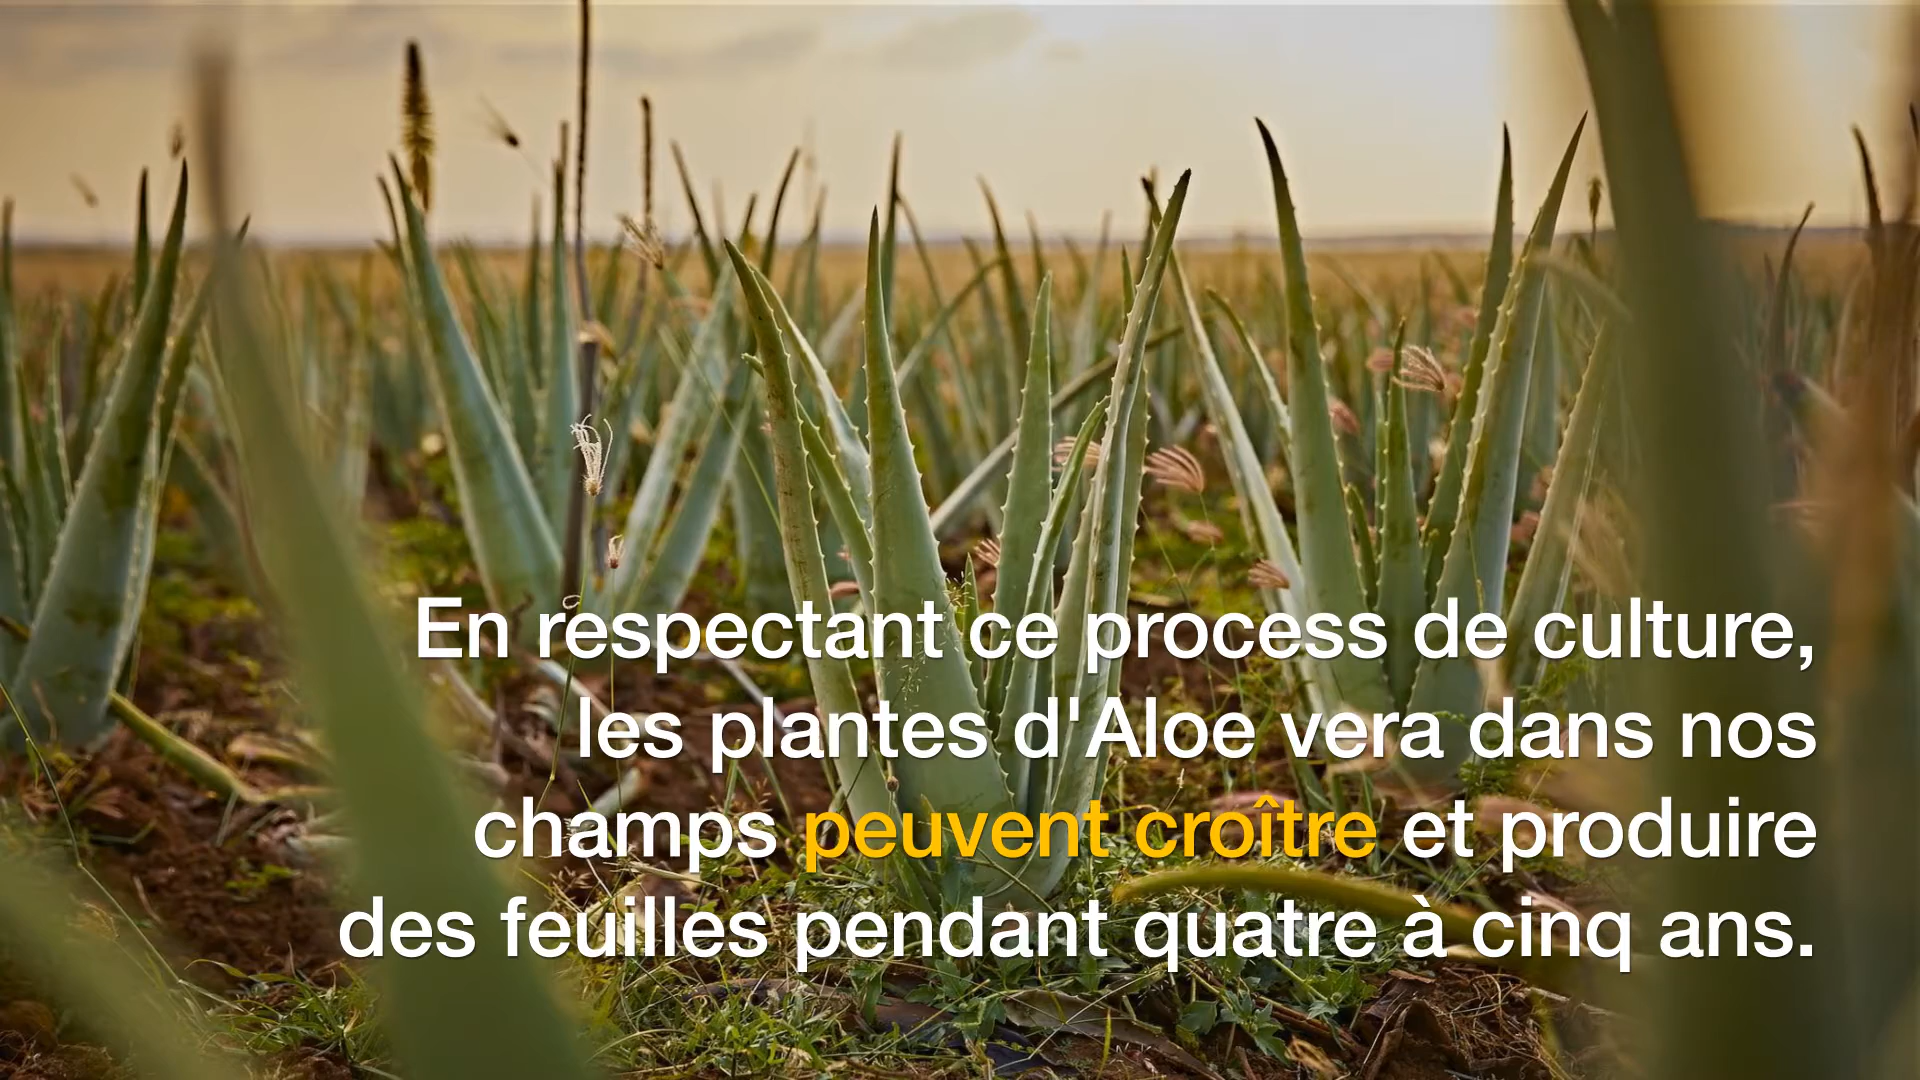 En respectant ce process de culture,
les plantes d'Aloe vera dans nos
champs peuvent croître et produire
des feuilles pendant quatre à cinq ans.